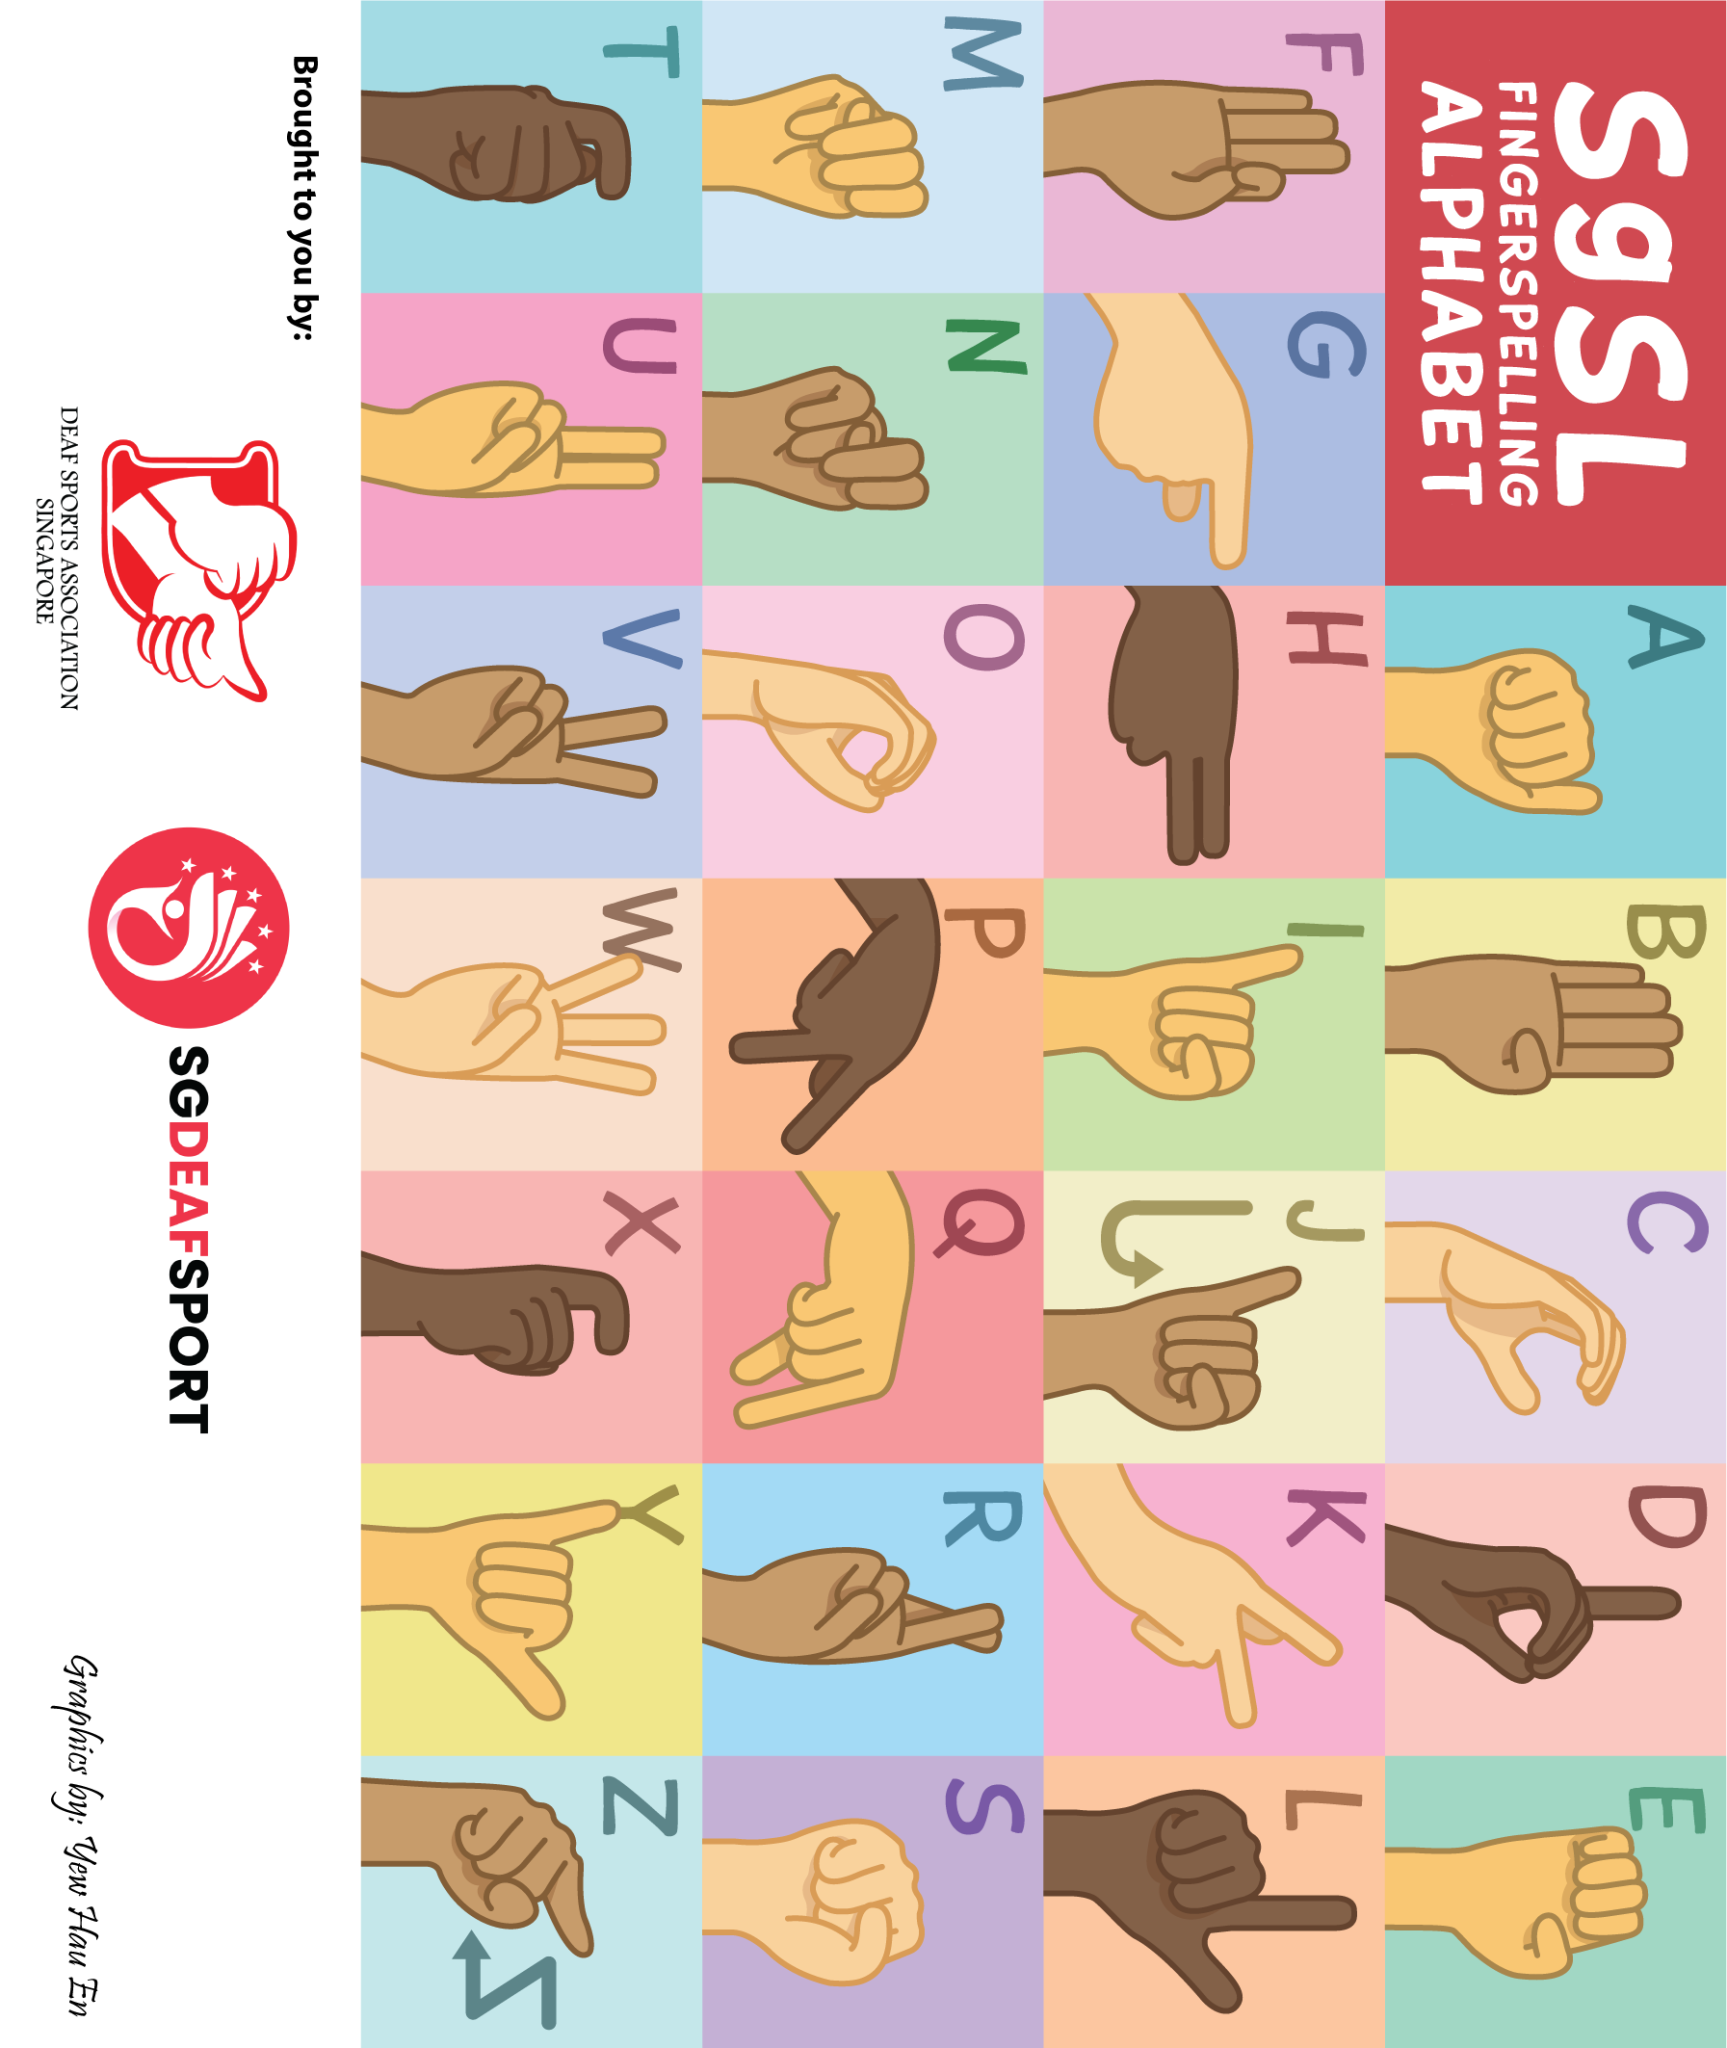 SgSL
FINGERSPELLING
ALPHABET
A
B
C
D
E
F
G
H
I
J
K
L
M
N
O
P
Q
R
S
T
U
V
W
X
Y
Z
Brought to you by:
DEAF SPORTS ASSOCIATION
SINGAPORE
SGDEAFSPORT
Graphics by: Yew Hau En